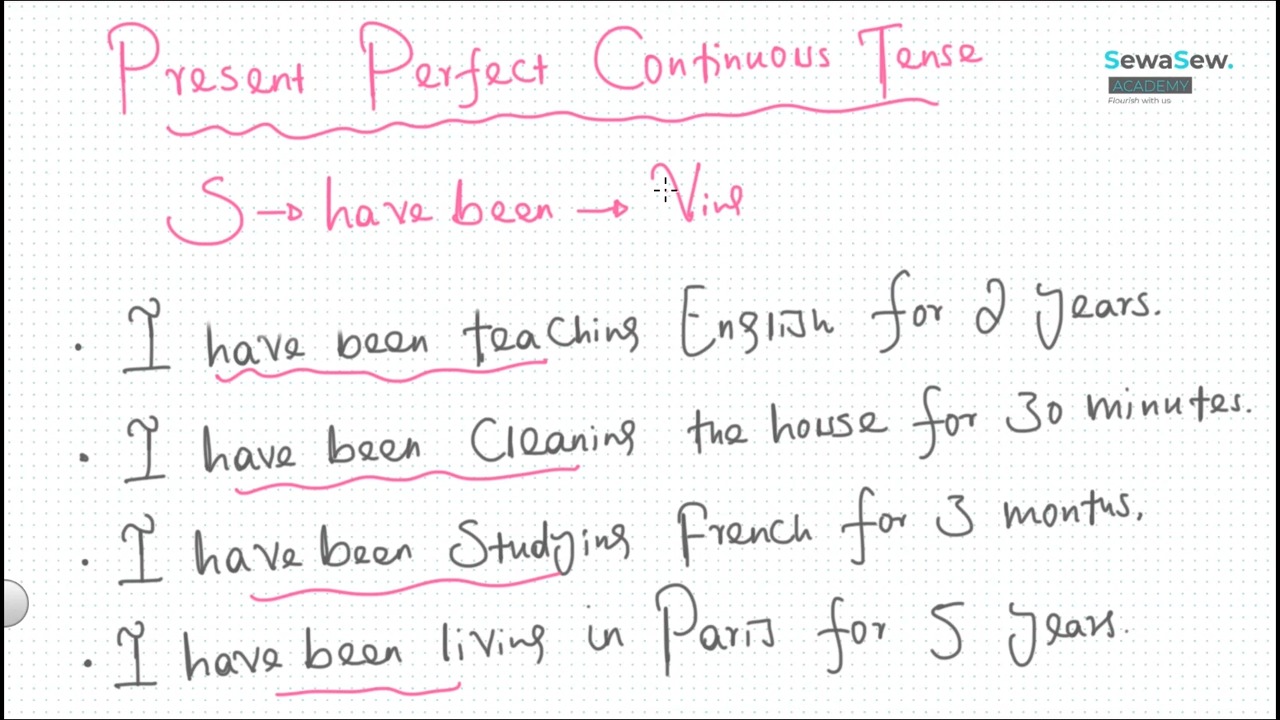 Present Perfect Continuous Tense
SewaSew.
ACADEMY
Flourish with us
S → have been → Ving
• I have been teaching English for 2 years.
• I have been Cleaning the house for 30 minutes.
• I have been Studying French for 3 months.
• I have been living in Paris for 5 years.